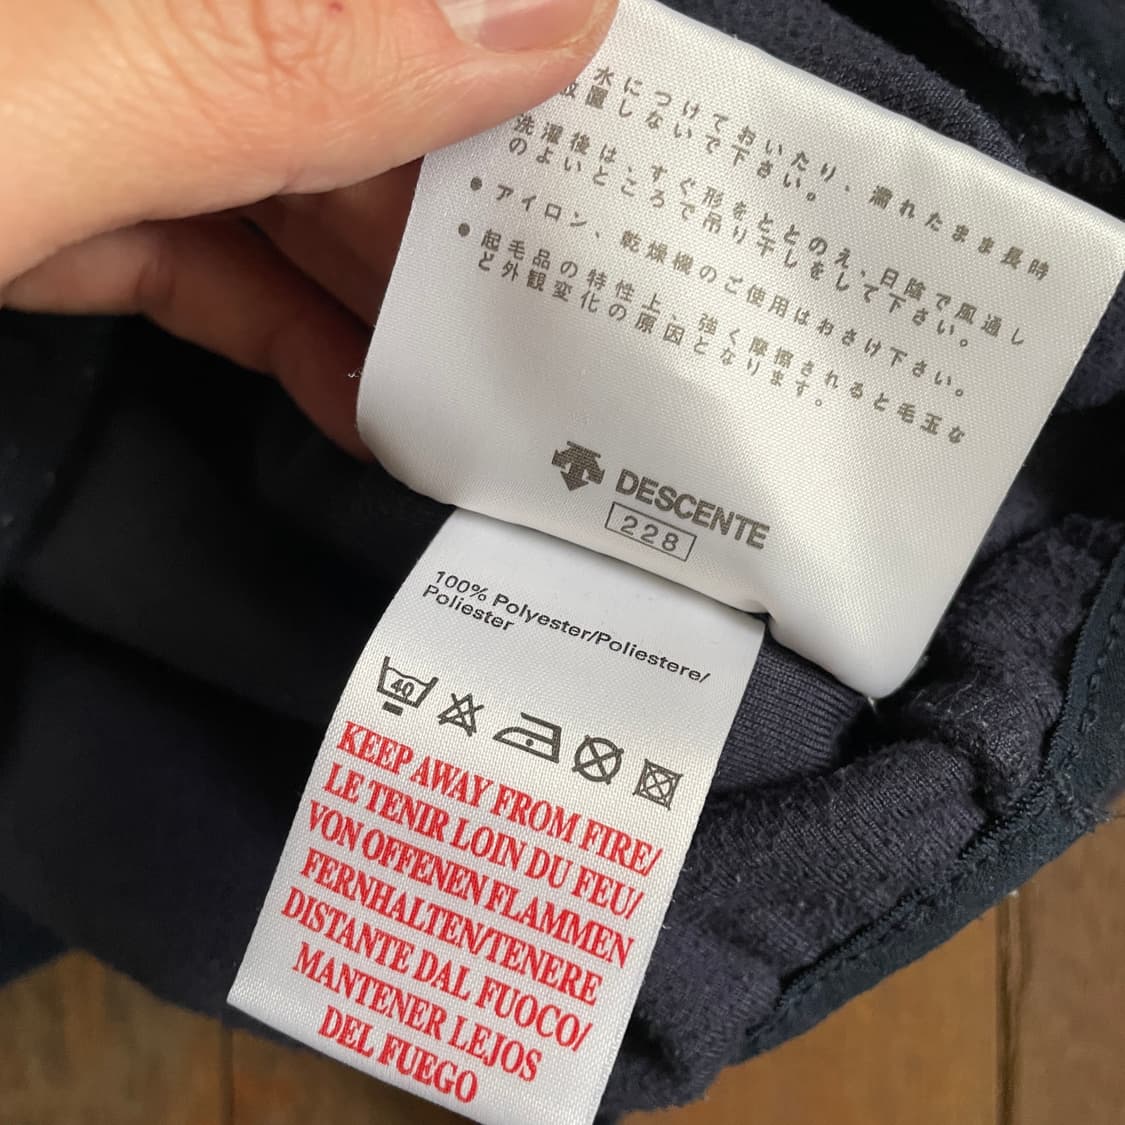 水につけておいたり、濡れたまま長時
放置しないで下さい。
洗濯後は、すぐ形をととのえ、日陰で風通し
のよいところで吊り干しをして下さい。
● アイロン、乾燥機のご使用はおさけ下さい。
● 起毛品の特性上、強く摩擦されると毛玉な
ど外観変化の原因となります。
DESCENTE
228
100% Polyester/Poliestere/
Poliester
40
KEEP AWAY FROM FIRE/
LE TENIR LOIN DU FEU/
VON OFFENEN FLAMMEN
FERNHALTEN/TENERE
DISTANTE DAL FUOCO/
MANTENER LEJOS
DEL FUEGO